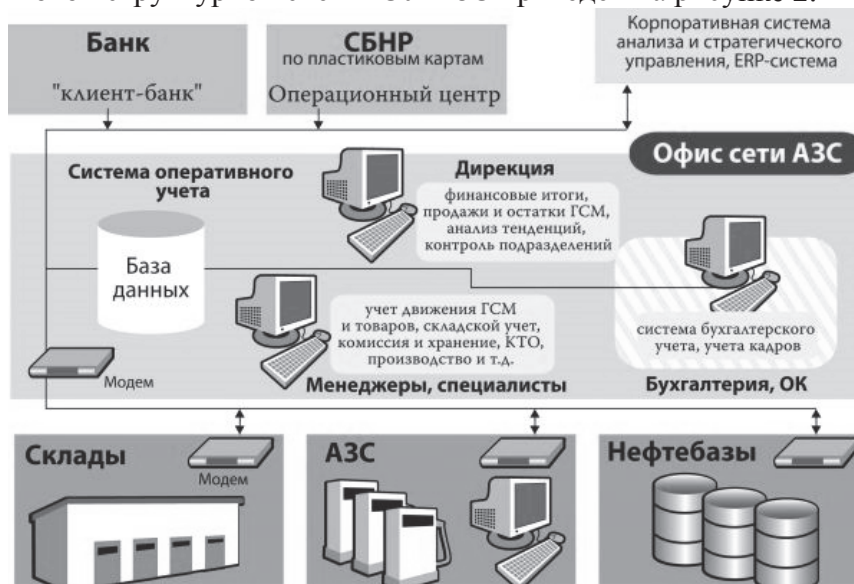 Банк
"клиент-банк"
СБНР
по пластиковым картам
Операционный центр
Корпоративная система
анализа и стратегического
управления, ERP-система
Офис сети АЗС
Система оперативного
учета
База
данных
Дирекция
финансовые итоги,
продажи и остатки ГСМ,
анализ тенденций,
контроль подразделений
учет движения ГСМ
и товаров, складской учет,
комиссия и хранение, КТО,
производство и т.д.
Менеджеры, специалисты
система бухгалтерского
учета, учета кадров
Бухгалтерия, ОК
Модем
Склады
Модем
АЗС
Нефтебазы